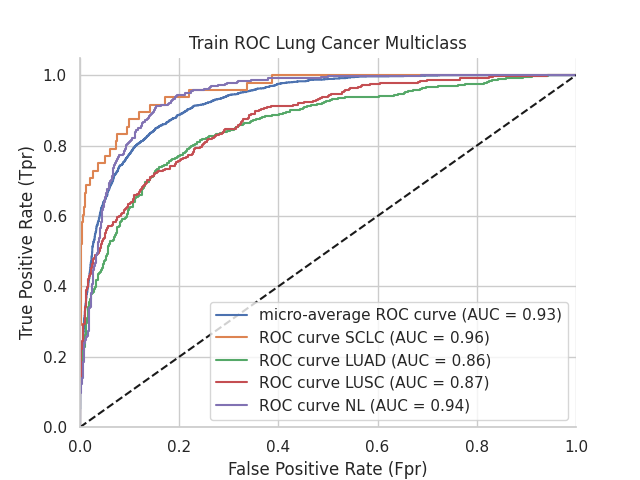 Train ROC Lung Cancer Multiclass
True Positive Rate (Tpr)
1.0
0.8
0.6
0.4
0.2
0.0
micro-average ROC curve (AUC = 0.93)
ROC curve SCLC (AUC = 0.96)
ROC curve LUAD (AUC = 0.86)
ROC curve LUSC (AUC = 0.87)
ROC curve NL (AUC = 0.94)
0.0 0.2 0.4 0.6 0.8 1.0
False Positive Rate (Fpr)